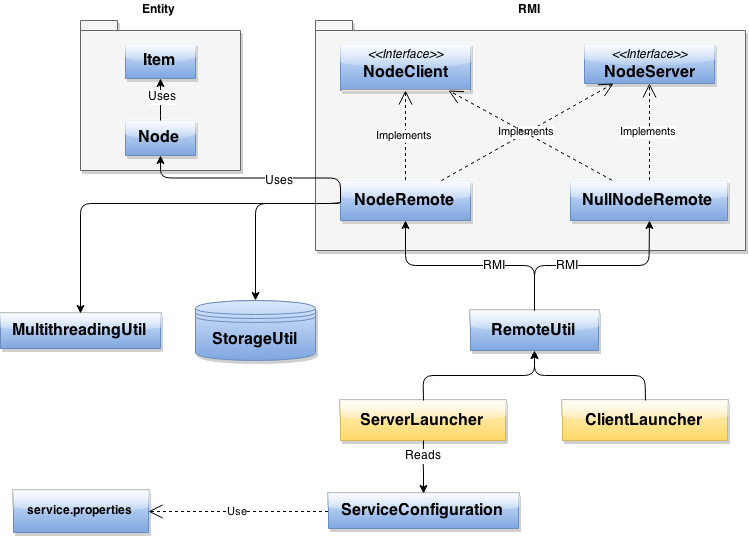 Entity
RMI
Item
Uses
Node
<<Interface>>
NodeClient
<<Interface>>
NodeServer
Implements
Implements
Implements
Uses
NodeRemote
NullNodeRemote
RMI
RMI
MultithreadingUtil
StorageUtil
RemoteUtil
ServerLauncher
ClientLauncher
Reads
service.properties
Use
ServiceConfiguration